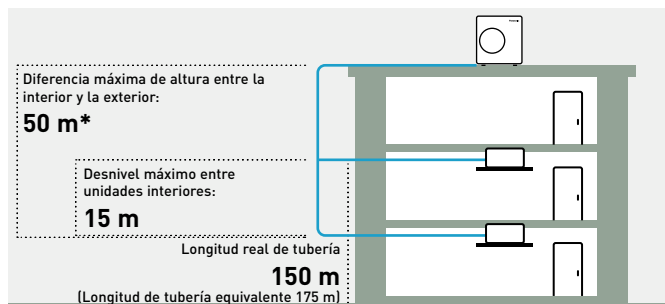 Diferencia máxima de altura entre la
interior y la exterior:
50 m*
Desnivel máximo entre
unidades interiores:
15 m
Longitud real de tubería
150 m
(Longitud de tubería equivalente 175 m)